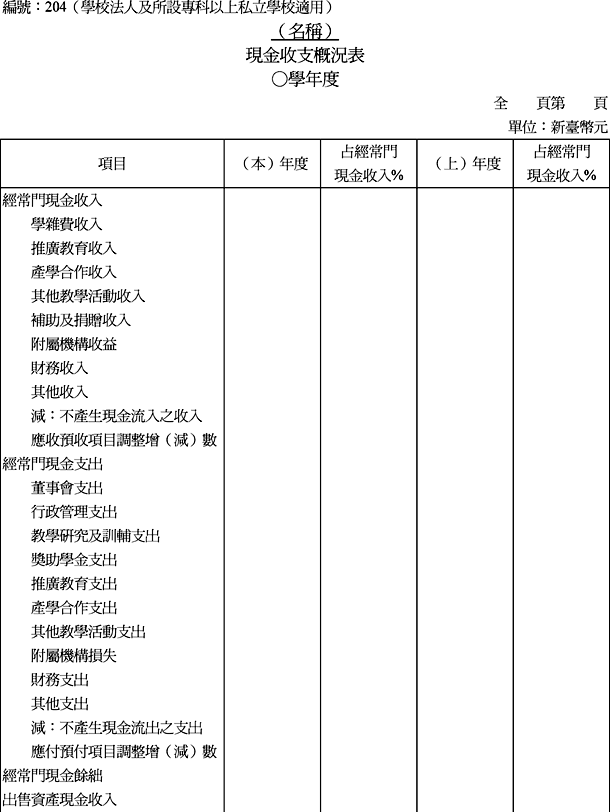 編號：204（學校法人及所設專科以上私立學校適用）
（名稱）
現金收支概況表
○學年度
全　　頁第　　頁
單位：新臺幣元
項目　（本）年度　占經常門現金收入%　（上）年度　占經常門現金收入%
經常門現金收入
學雜費收入
推廣教育收入
產學合作收入
其他教學活動收入
補助及捐贈收入
附屬機構收益
財務收入
其他收入
減：不產生現金流入之收入
應收預收項目調整增（減）數
經常門現金支出
董事會支出
行政管理支出
教學研究及訓輔支出
獎助學金支出
推廣教育支出
產學合作支出
其他教學活動支出
附屬機構損失
財務支出
其他支出
減：不產生現金流出之支出
應付預付項目調整增（減）數
經常門現金餘絀
出售資產現金收入